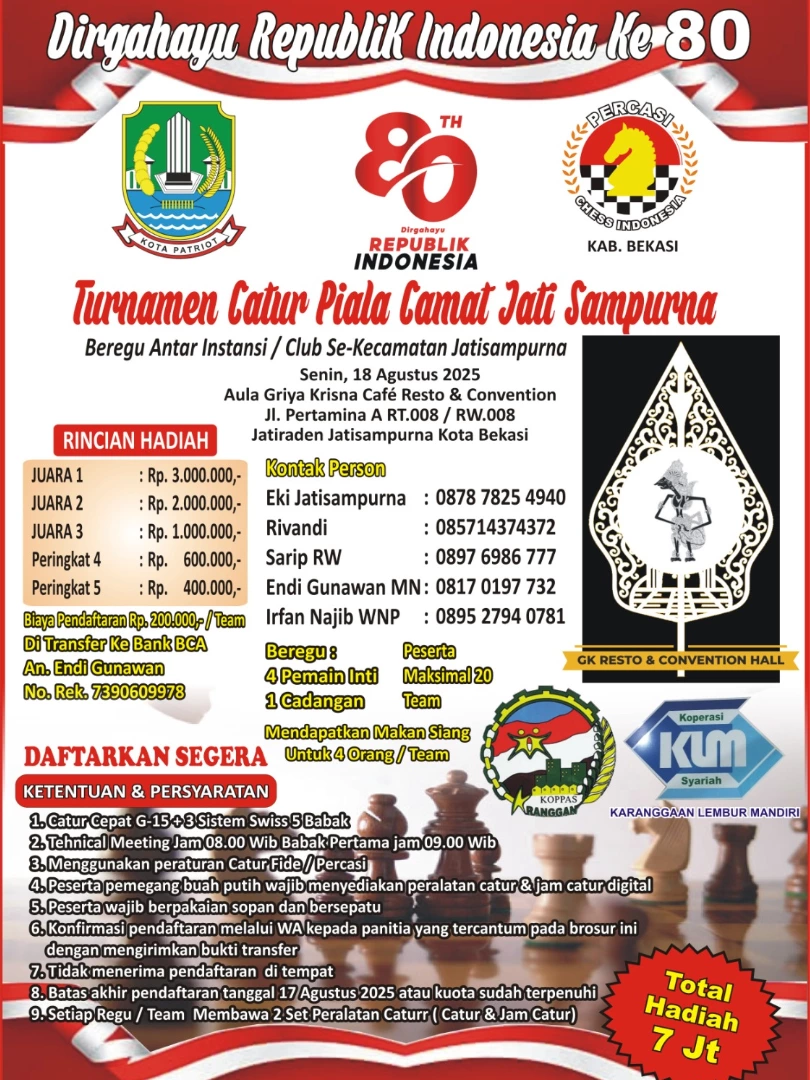 Dirgahayu Republik Indonesia Ke 80
KOTA PATRIOT
80 TH
Dirgahayu
REPUBLIK
INDONESIA
PERCASI
CHESS INDONESIA
KAB. BEKASI
Turnamen Catur Piala Camat Jati Sampurna
Beregu Antar Instansi / Club Se-Kecamatan Jatisampurna
Senin, 18 Agustus 2025
Aula Griya Krisna Café Resto & Convention
Jl. Pertamina A RT.008 / RW.008
Jatiraden Jatisampurna Kota Bekasi
RINCIAN HADIAH
JUARA 1 : Rp. 3.000.000,-
JUARA 2 : Rp. 2.000.000,-
JUARA 3 : Rp. 1.000.000,-
Peringkat 4 : Rp. 600.000,-
Peringkat 5 : Rp. 400.000,-
Biaya Pendaftaran Rp. 200.000,- / Team
Di Transfer Ke Bank BCA
An. Endi Gunawan
No. Rek. 7390609978
Kontak Person
Eki Jatisampurna : 0878 7825 4940
Rivandi : 085714374372
Sarip RW : 0897 6986 777
Endi Gunawan MN : 0817 0197 732
Irfan Najib WNP : 0895 2794 0781
Beregu :
4 Pemain Inti
1 Cadangan
Peserta
Maksimal 20
Team
Mendapatkan Makan Siang
Untuk 4 Orang / Team
GK RESTO & CONVENTION HALL
KOPPAS
RANGGAN
Koperasi
KLM
Syariah
KARANGGAAN LEMBUR MANDIRI
DAFTARKAN SEGERA
KETENTUAN & PERSYARATAN
1. Catur Cepat G-15 + 3 Sistem Swiss 5 Babak
2. Tehnical Meeting Jam 08.00 Wib Babak Pertama jam 09.00 Wib
3. Menggunakan peraturan Catur Fide / Percasi
4. Peserta pemegang buah putih wajib menyediakan peralatan catur & jam catur digital
5. Peserta wajib berpakaian sopan dan bersepatu
6. Konfirmasi pendaftaran melalui WA kepada panitia yang tercantum pada brosur ini
dengan mengirimkan bukti transfer
7. Tidak menerima pendaftaran di tempat
8. Batas akhir pendaftaran tanggal 17 Agustus 2025 atau kuota sudah terpenuhi
9. Setiap Regu / Team Membawa 2 Set Peralatan Caturr ( Catur & Jam Catur)
Total
Hadiah
7 Jt